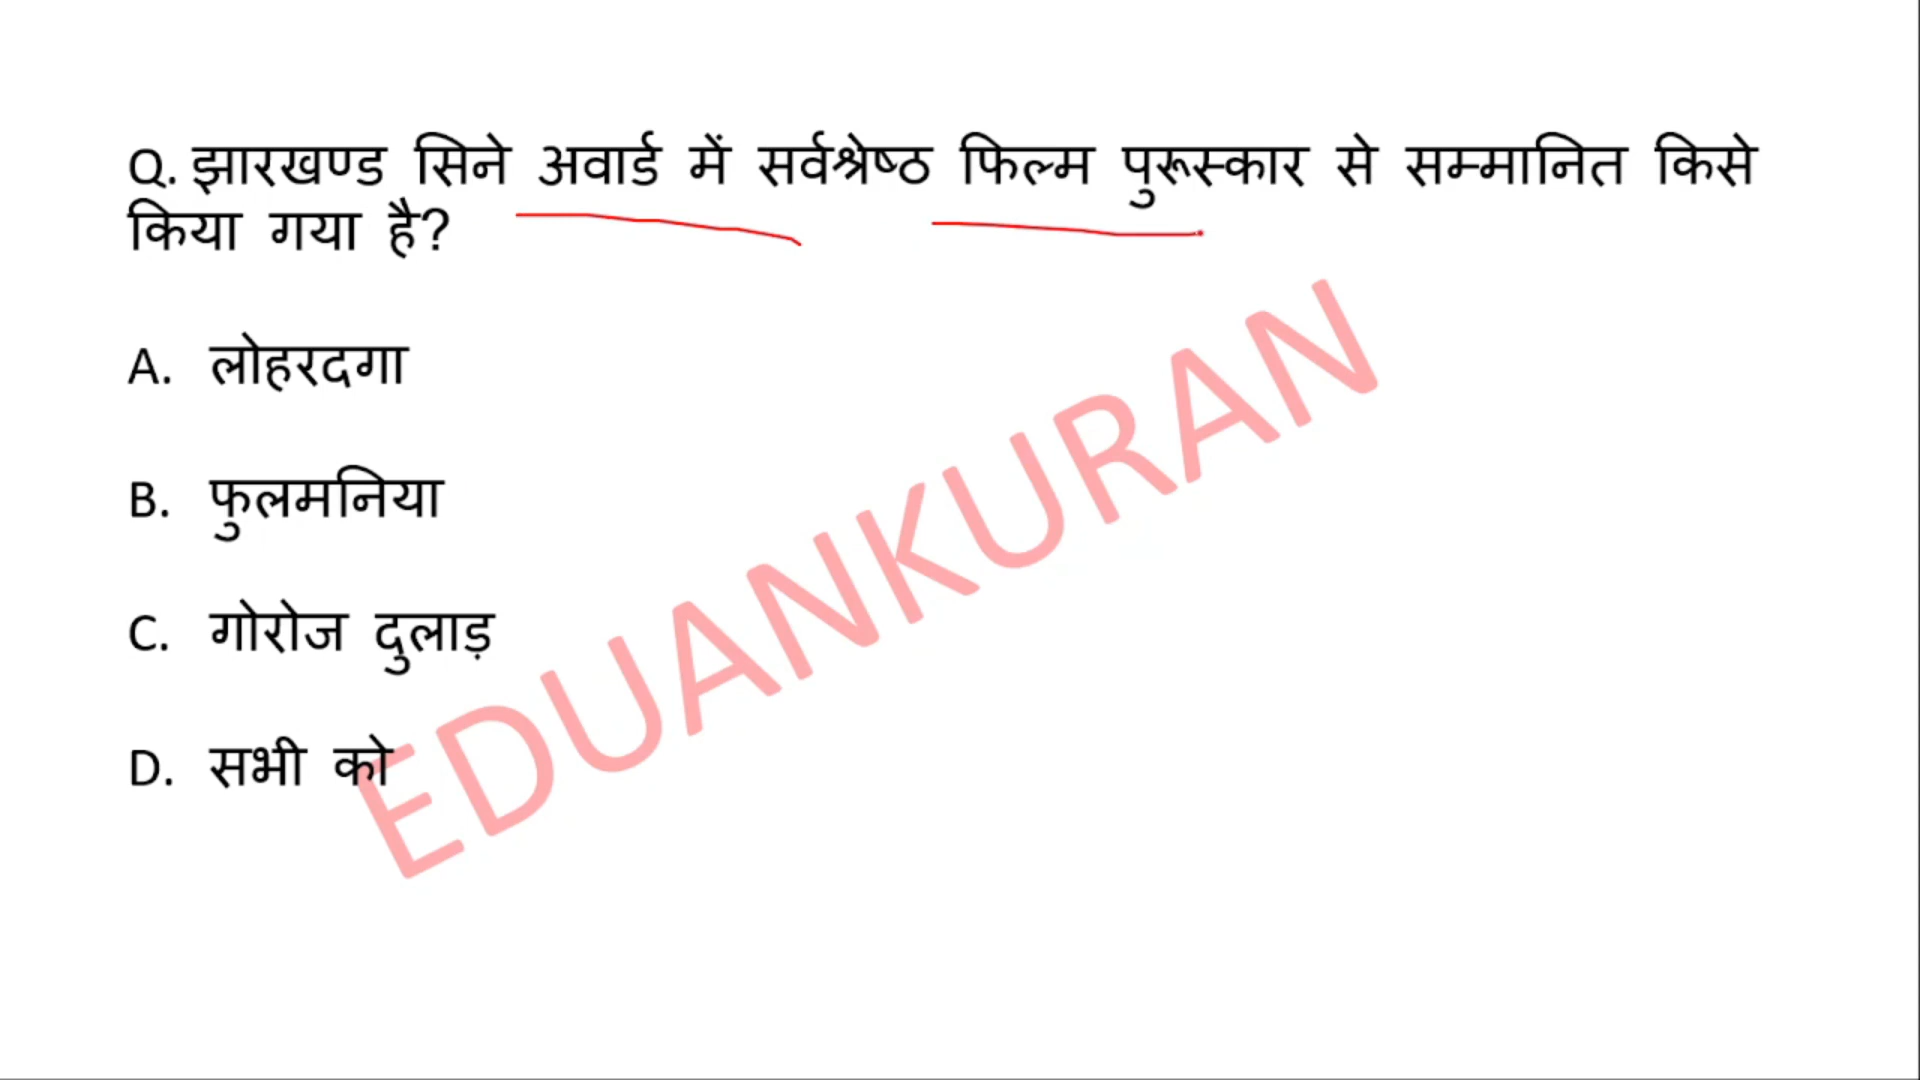 Q. झारखण्ड सिने अवार्ड में सर्वश्रेष्ठ फिल्म पुरूस्कार से सम्मानित किसे
किया गया है?
A. लोहरदगा
B. फुलमनिया
C. गोरोज दुलाड़
D. सभी को
EDUANKURAN